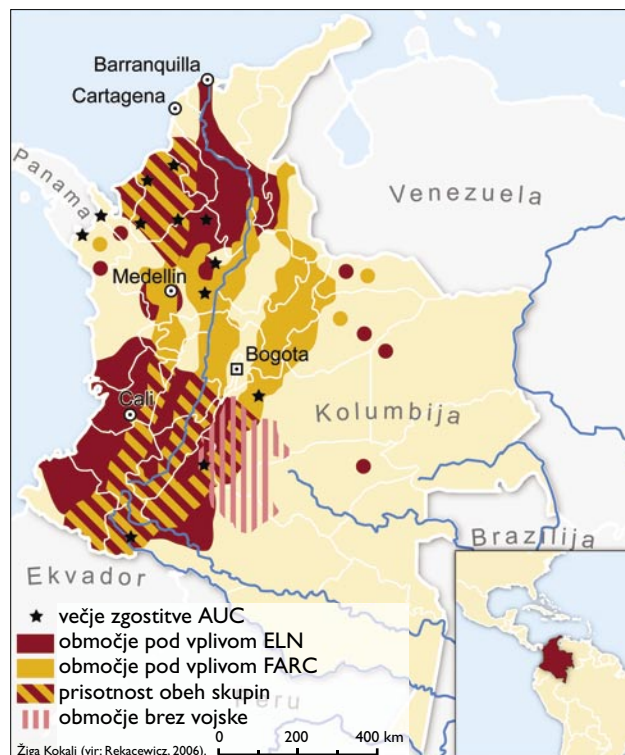 Barranquilla
Cartagena
Panama
Venezuela
Medellin
Bogota
Cali
Kolumbija
Brazilija
Ekvador
večje zgostitve AUC
območje pod vplivom ELN
območje pod vplivom FARC
prisotnost obeh skupin
Peru
območje brez vojske
0 200 400 km
Žiga Kokalj (vir: Rekacewicz, 2006).